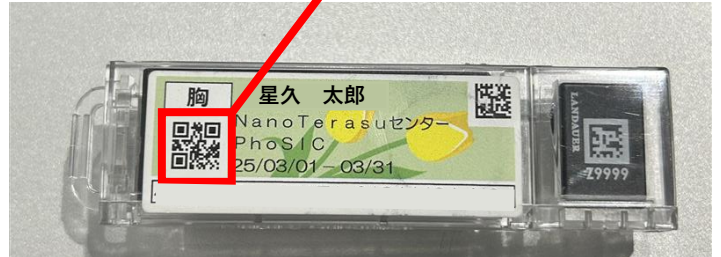 胸
星久 太郎
NanoTerasuセンター
PhoSIC
25/03/01－03/31
LANDAUER
Z9999